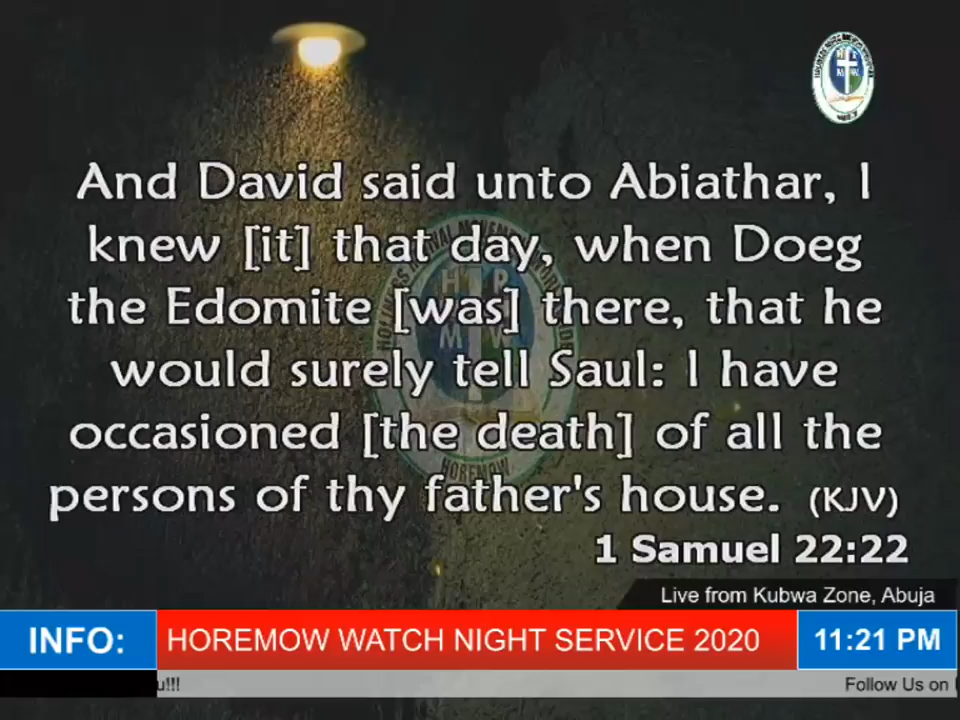 And David said unto Abiathar, I
knew [it] that day, when Doeg
the Edomite [was] there, that he
would surely tell Saul: I have
occasioned [the death] of all the
persons of thy father's house. (KJV)
1 Samuel 22:22
Live from Kubwa Zone, Abuja
INFO: HOREMOW WATCH NIGHT SERVICE 2020 11:21 PM
u!!! Follow Us on
HOREMOW